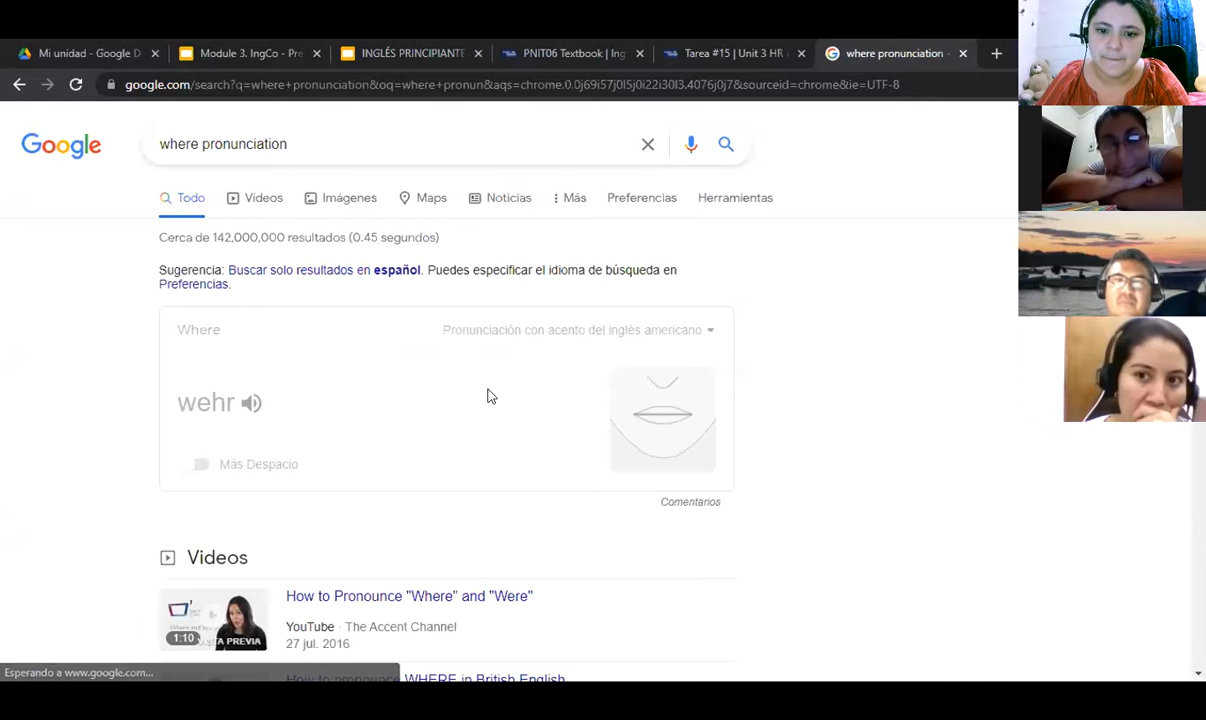 Mi unidad - Google D
Module 3. IngCo - Pre
INGLÉS PRINCIPIANTE
PNIT06 Textbook | Ing
Tarea #15 | Unit 3 HR
where pronunciation -
google.com/search?q=where+pronunciation&oq=where+pronun&aqs=chrome.0.0j69i57j0l5j0i22i30l3.4076j0j7&sourceid=chrome&ie=UTF-8
Google
where pronunciation
Todo
Videos
Imágenes
Maps
Noticias
Más
Preferencias
Herramientas
Cerca de 142,000,000 resultados (0.45 segundos)
Sugerencia: Buscar solo resultados en español. Puedes especificar el idioma de búsqueda en
Preferencias.
Where
Pronunciación con acento del inglés americano
wehr
Más Despacio
Comentarios
Videos
How to Pronounce "Where" and "Were"
YouTube · The Accent Channel
27 jul. 2016
1:10
VISTA PREVIA
How to pronounce WHERE in British English
Esperando a www.google.com...